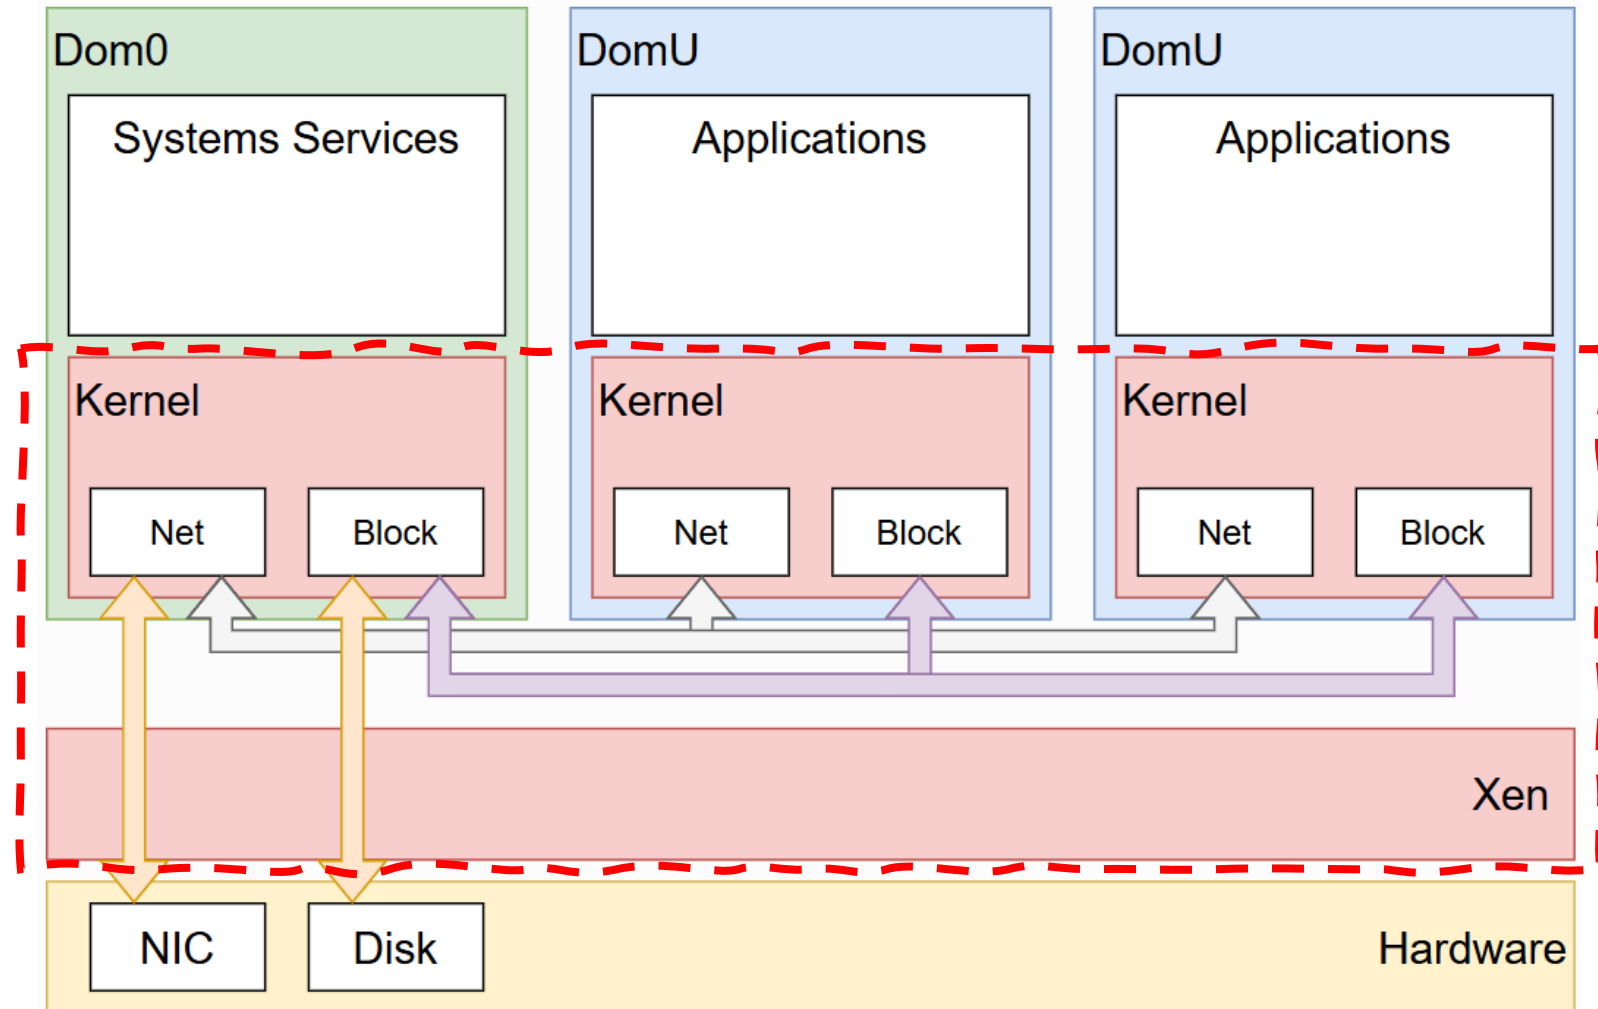 Dom0
DomU
DomU
Systems Services
Applications
Applications
Kernel
Kernel
Kernel
Net
Block
Net
Block
Net
Block
Xen
NIC
Disk
Hardware